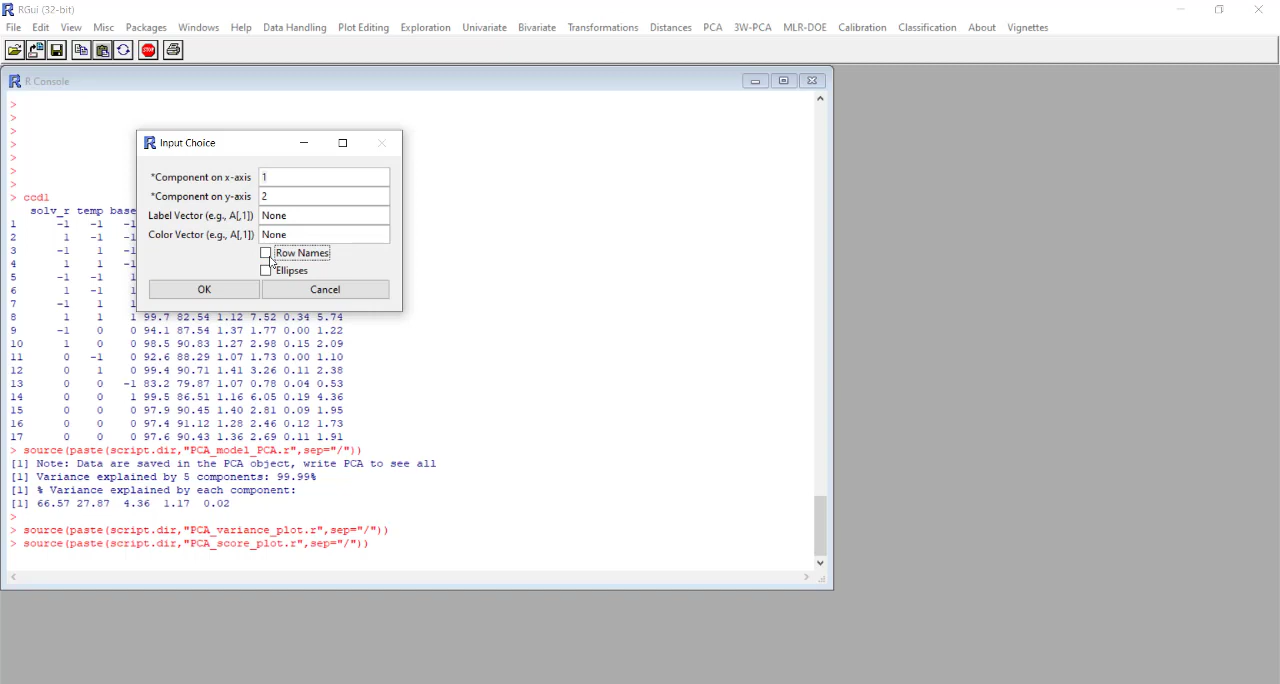 RGui (32-bit)
File Edit View Misc Packages Windows Help Data Handling Plot Editing Exploration Univariate Bivariate Transformations Distances PCA 3W-PCA MLR-DOE Calibration Classification About Vignettes
STOP
R Console
>
>
>
>
>
>
>
> ccd1
solv_r temp base
1 -1 -1 -1
2 1 -1 -1
3 -1 1 -1
4 1 1 -1
5 -1 -1 1
6 1 -1 1
7 -1 1 1
8 1 1 1 99.7 82.54 1.12 7.52 0.34 5.74
9 -1 0 0 94.1 87.54 1.37 1.77 0.00 1.22
10 1 0 0 98.5 90.83 1.27 2.98 0.15 2.09
11 0 -1 0 92.6 88.29 1.07 1.73 0.00 1.10
12 0 1 0 99.4 90.71 1.41 3.26 0.11 2.38
13 0 0 -1 83.2 79.87 1.07 0.78 0.04 0.53
14 0 0 1 99.5 86.51 1.16 6.05 0.19 4.36
15 0 0 0 97.9 90.45 1.40 2.81 0.09 1.95
16 0 0 0 97.4 91.12 1.28 2.46 0.12 1.73
17 0 0 0 97.6 90.43 1.36 2.69 0.11 1.91
> source(paste(script.dir,"PCA_model_PCA.r",sep="/"))
[1] Note: Data are saved in the PCA object, write PCA to see all
[1] Variance explained by 5 components: 99.99%
[1] % Variance explained by each component:
[1] 66.57 27.87 4.36 1.17 0.02
>
> source(paste(script.dir,"PCA_variance_plot.r",sep="/"))
> source(paste(script.dir,"PCA_score_plot.r",sep="/"))
Input Choice
*Component on x-axis 1
*Component on y-axis 2
Label Vector (e.g., A[,1]) None
Color Vector (e.g., A[,1]) None
Row Names
Ellipses
OK Cancel